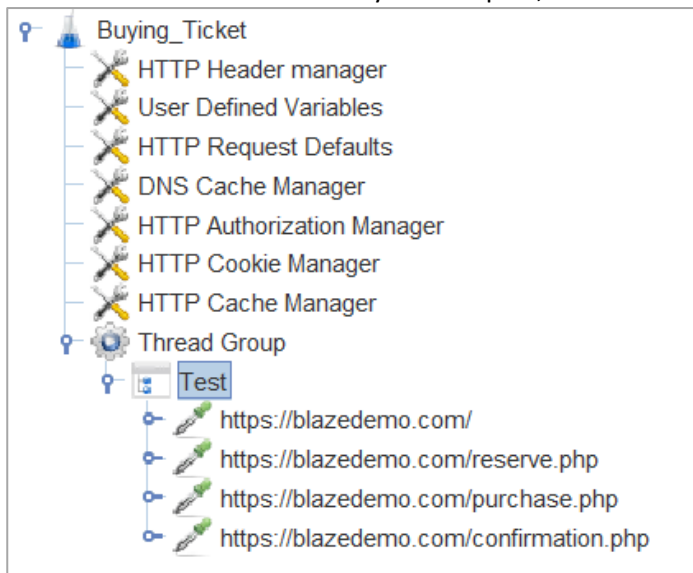 Buying_Ticket
HTTP Header manager
User Defined Variables
HTTP Request Defaults
DNS Cache Manager
HTTP Authorization Manager
HTTP Cookie Manager
HTTP Cache Manager
Thread Group
Test
https://blazedemo.com/
https://blazedemo.com/reserve.php
https://blazedemo.com/purchase.php
https://blazedemo.com/confirmation.php